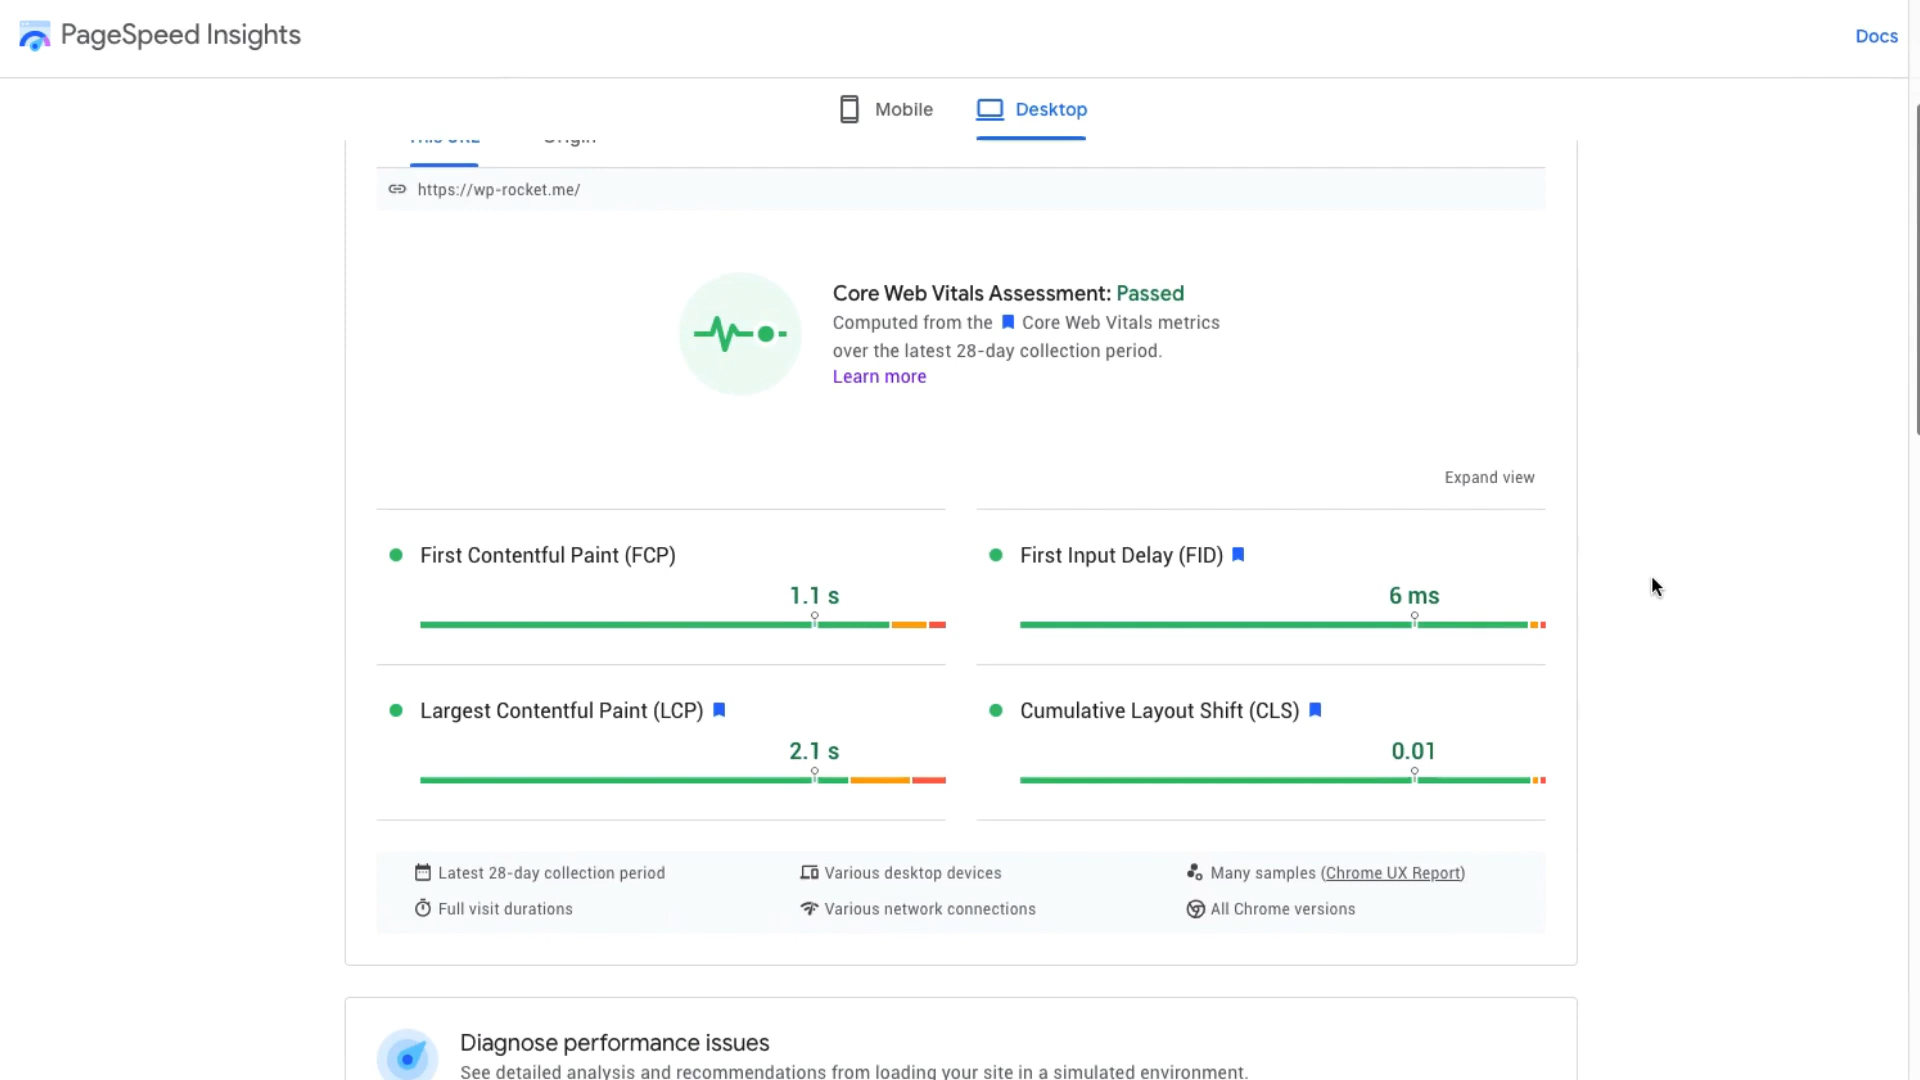 PageSpeed Insights
Docs
Mobile
Desktop
This URL
Origin
https://wp-rocket.me/
Core Web Vitals Assessment: Passed
Computed from the Core Web Vitals metrics
over the latest 28-day collection period.
Learn more
Expand view
First Contentful Paint (FCP)
1.1 s
First Input Delay (FID)
6 ms
Largest Contentful Paint (LCP)
2.1 s
Cumulative Layout Shift (CLS)
0.01
Latest 28-day collection period
Various desktop devices
Many samples (Chrome UX Report)
Full visit durations
Various network connections
All Chrome versions
Diagnose performance issues
See detailed analysis and recommendations from loading your site in a simulated environment.